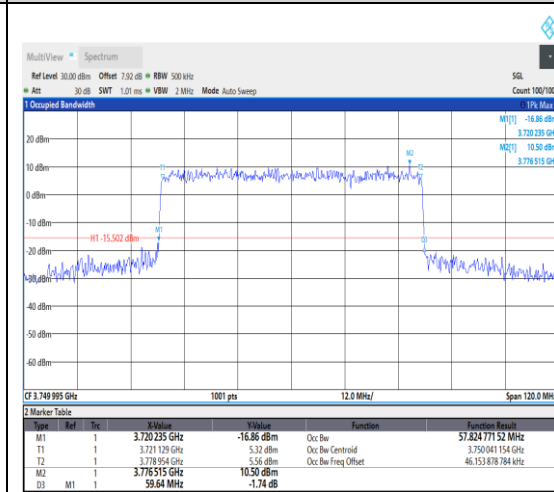 MultiView Spectrum
Ref Level 30.00 dBm Offset 7.92 dB RBW 500 kHz SGL
Att 30 dB SWT 1.01 ms VBW 2 MHz Mode Auto Sweep Count 100/100
1 Occupied Bandwidth 1Pk Max
M1[1] -16.86 dBm
3.720 235 GH
M2[1] 10.50 dBm
3.776 515 GH
20 dBm
M2
10 dBm
T1 T2
0 dBm
-10 dBm
M1
H1 -15.502 dBm
D3
-20 dBm
-30 dBm
-40 dBm
-50 dBm
-60 dBm
CF 3.749 995 GHz 1001 pts 12.0 MHz/ Span 120.0 MHz
2 Marker Table
Type Ref Trc X-Value Y-Value Function Function Result
M1 1 3.720 235 GHz -16.86 dBm Occ Bw 57.824 771 52 MHz
T1 1 3.721 129 GHz 5.32 dBm Occ Bw Centroid 3.750 041 154 GHz
T2 1 3.778 954 GHz 5.56 dBm Occ Bw Freq Offset 46.153 878 784 kHz
M2 1 3.776 515 GHz 10.50 dBm
D3 M1 1 59.64 MHz -1.74 dB